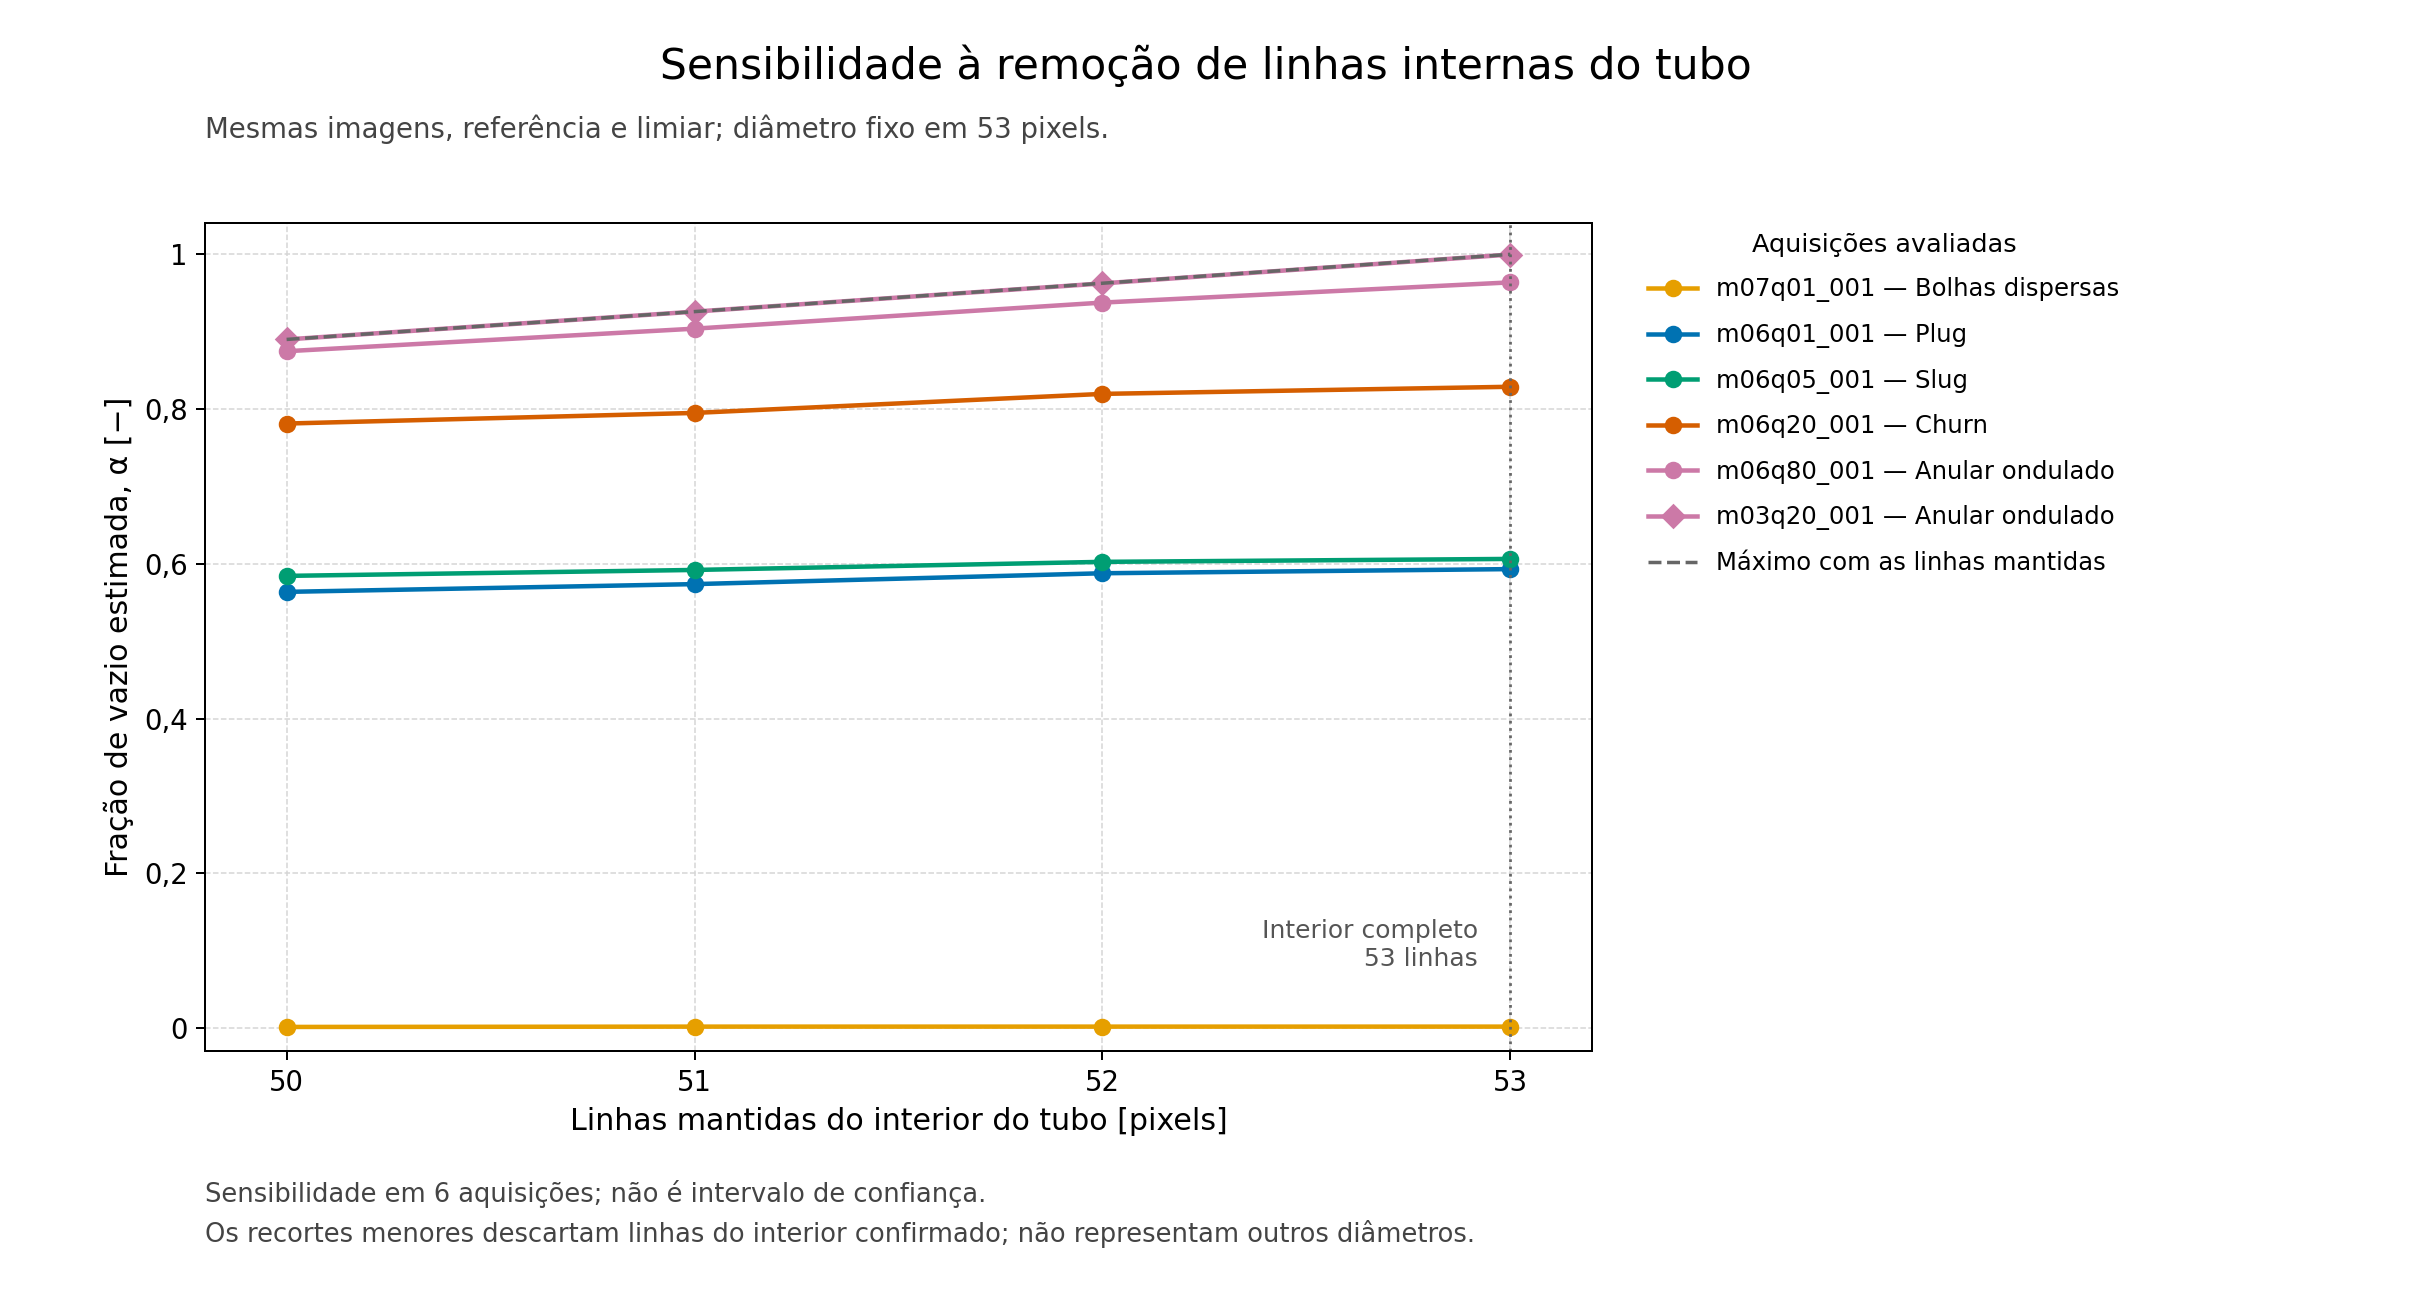 Sensibilidade à remoção de linhas internas do tubo
Mesmas imagens, referência e limiar; diâmetro fixo em 53 pixels.
Fração de vazio estimada, α [−]
1
0,8
0,6
0,4
0,2
0
Interior completo
53 linhas
50
51
52
53
Linhas mantidas do interior do tubo [pixels]
Aquisições avaliadas
m07q01_001 — Bolhas dispersas
m06q01_001 — Plug
m06q05_001 — Slug
m06q20_001 — Churn
m06q80_001 — Anular ondulado
m03q20_001 — Anular ondulado
Máximo com as linhas mantidas
Sensibilidade em 6 aquisições; não é intervalo de confiança.
Os recortes menores descartam linhas do interior confirmado; não representam outros diâmetros.